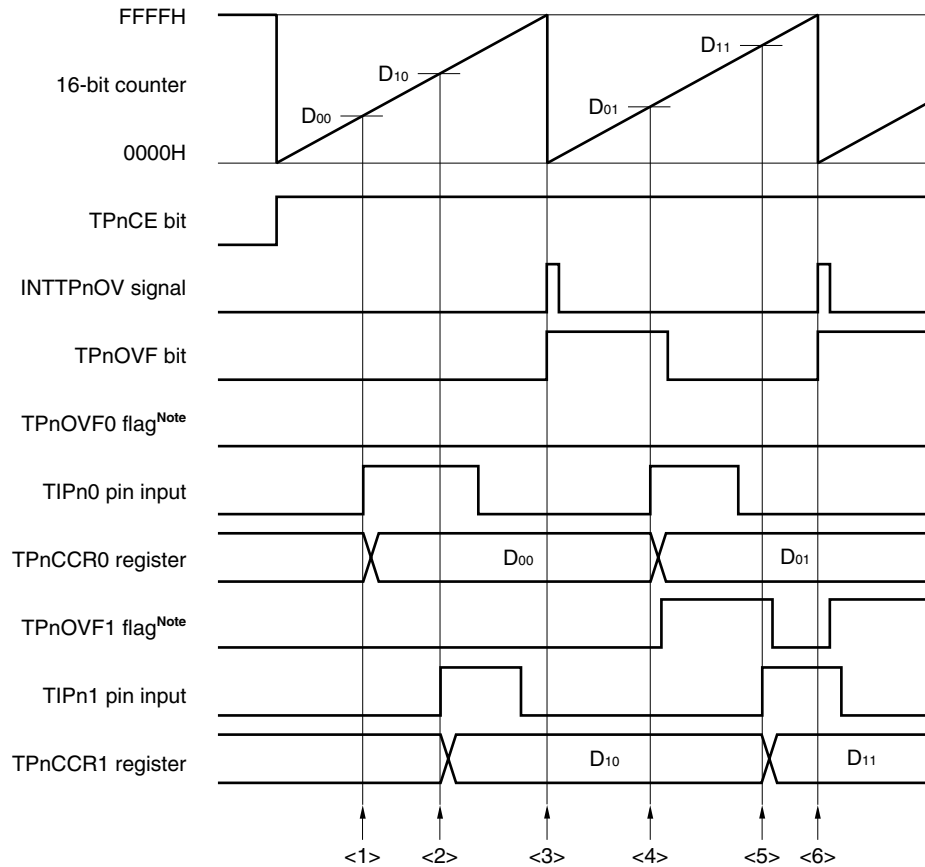 FFFFH
D₁₁
D₁₀
16-bit counter
D₀₀
D₀₁
0000H
TPnCE bit
INTTPnOV signal
TPnOVF bit
TPnOVF0 flagᴺᵒᵗᵉ
TIPn0 pin input
TPnCCR0 register
D₀₀
D₀₁
TPnOVF1 flagᴺᵒᵗᵉ
TIPn1 pin input
TPnCCR1 register
D₁₀
D₁₁
<1> <2> <3> <4> <5> <6>